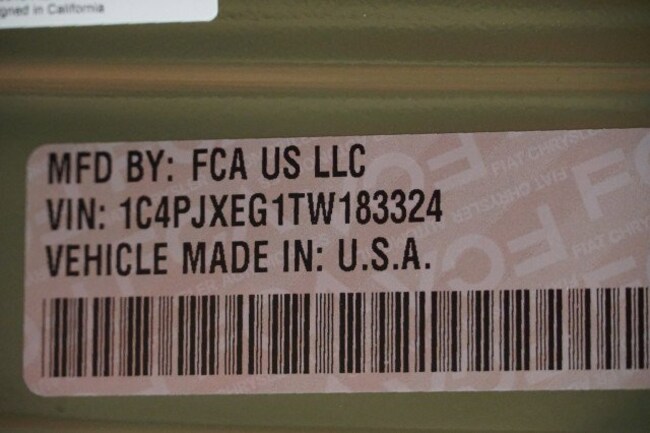 gned in California
MFD BY: FCA US LLC
VIN: 1C4PJXEG1TW183324
VEHICLE MADE IN: U.S.A.